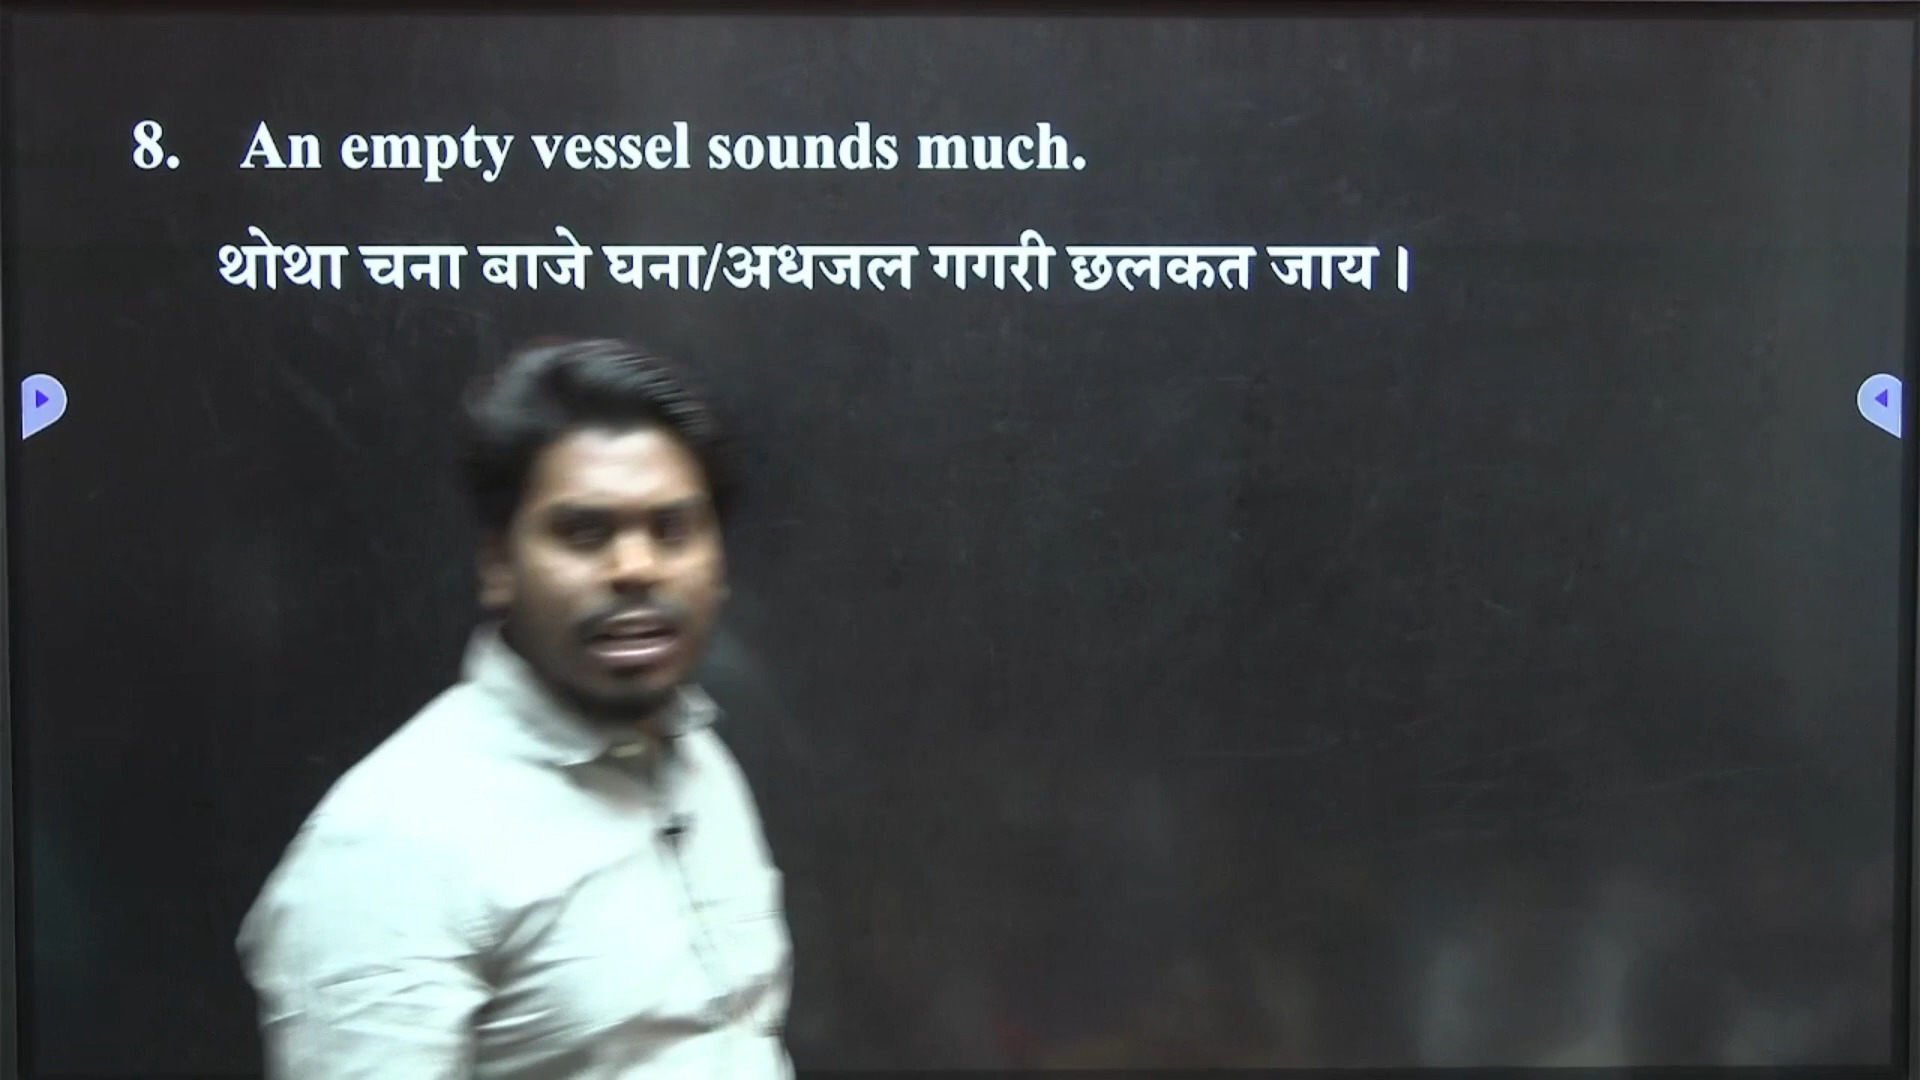 8. An empty vessel sounds much.
थोथा चना बाजे घना/अधजल गगरी छलकत जाय ।